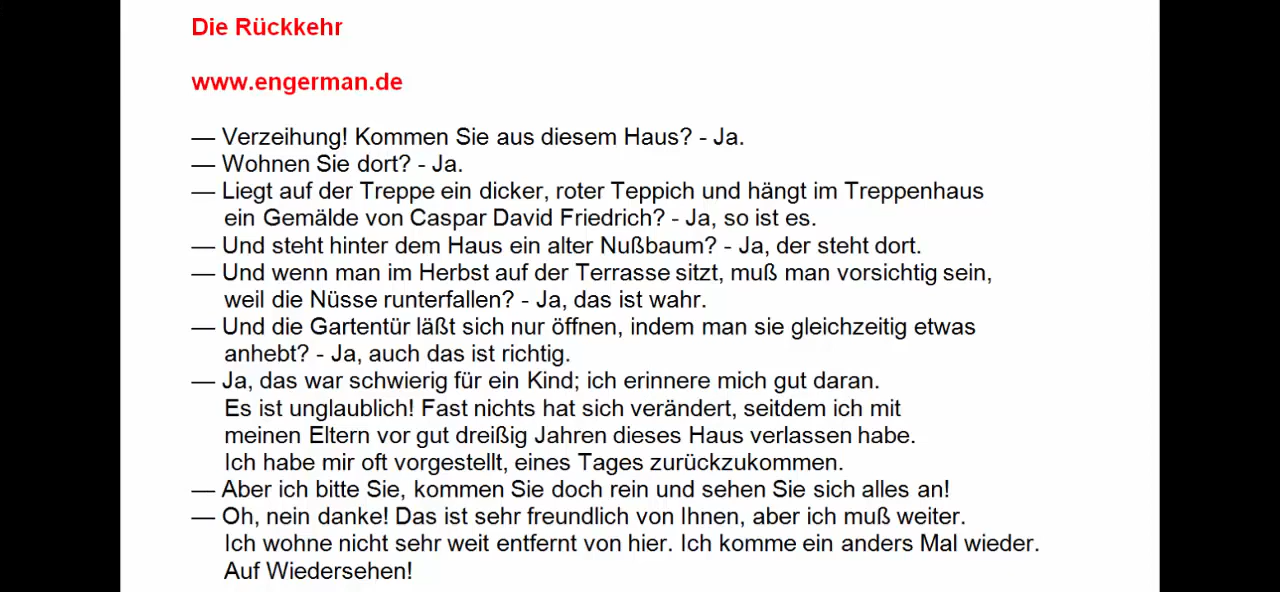 Die Rückkehr
www.engerman.de
— Verzeihung! Kommen Sie aus diesem Haus? - Ja.
— Wohnen Sie dort? - Ja.
— Liegt auf der Treppe ein dicker, roter Teppich und hängt im Treppenhaus
ein Gemälde von Caspar David Friedrich? - Ja, so ist es.
— Und steht hinter dem Haus ein alter Nußbaum? - Ja, der steht dort.
— Und wenn man im Herbst auf der Terrasse sitzt, muß man vorsichtig sein,
weil die Nüsse runterfallen? - Ja, das ist wahr.
— Und die Gartentür läßt sich nur öffnen, indem man sie gleichzeitig etwas
anhebt? - Ja, auch das ist richtig.
— Ja, das war schwierig für ein Kind; ich erinnere mich gut daran.
Es ist unglaublich! Fast nichts hat sich verändert, seitdem ich mit
meinen Eltern vor gut dreißig Jahren dieses Haus verlassen habe.
Ich habe mir oft vorgestellt, eines Tages zurückzukommen.
— Aber ich bitte Sie, kommen Sie doch rein und sehen Sie sich alles an!
— Oh, nein danke! Das ist sehr freundlich von Ihnen, aber ich muß weiter.
Ich wohne nicht sehr weit entfernt von hier. Ich komme ein anders Mal wieder.
Auf Wiedersehen!